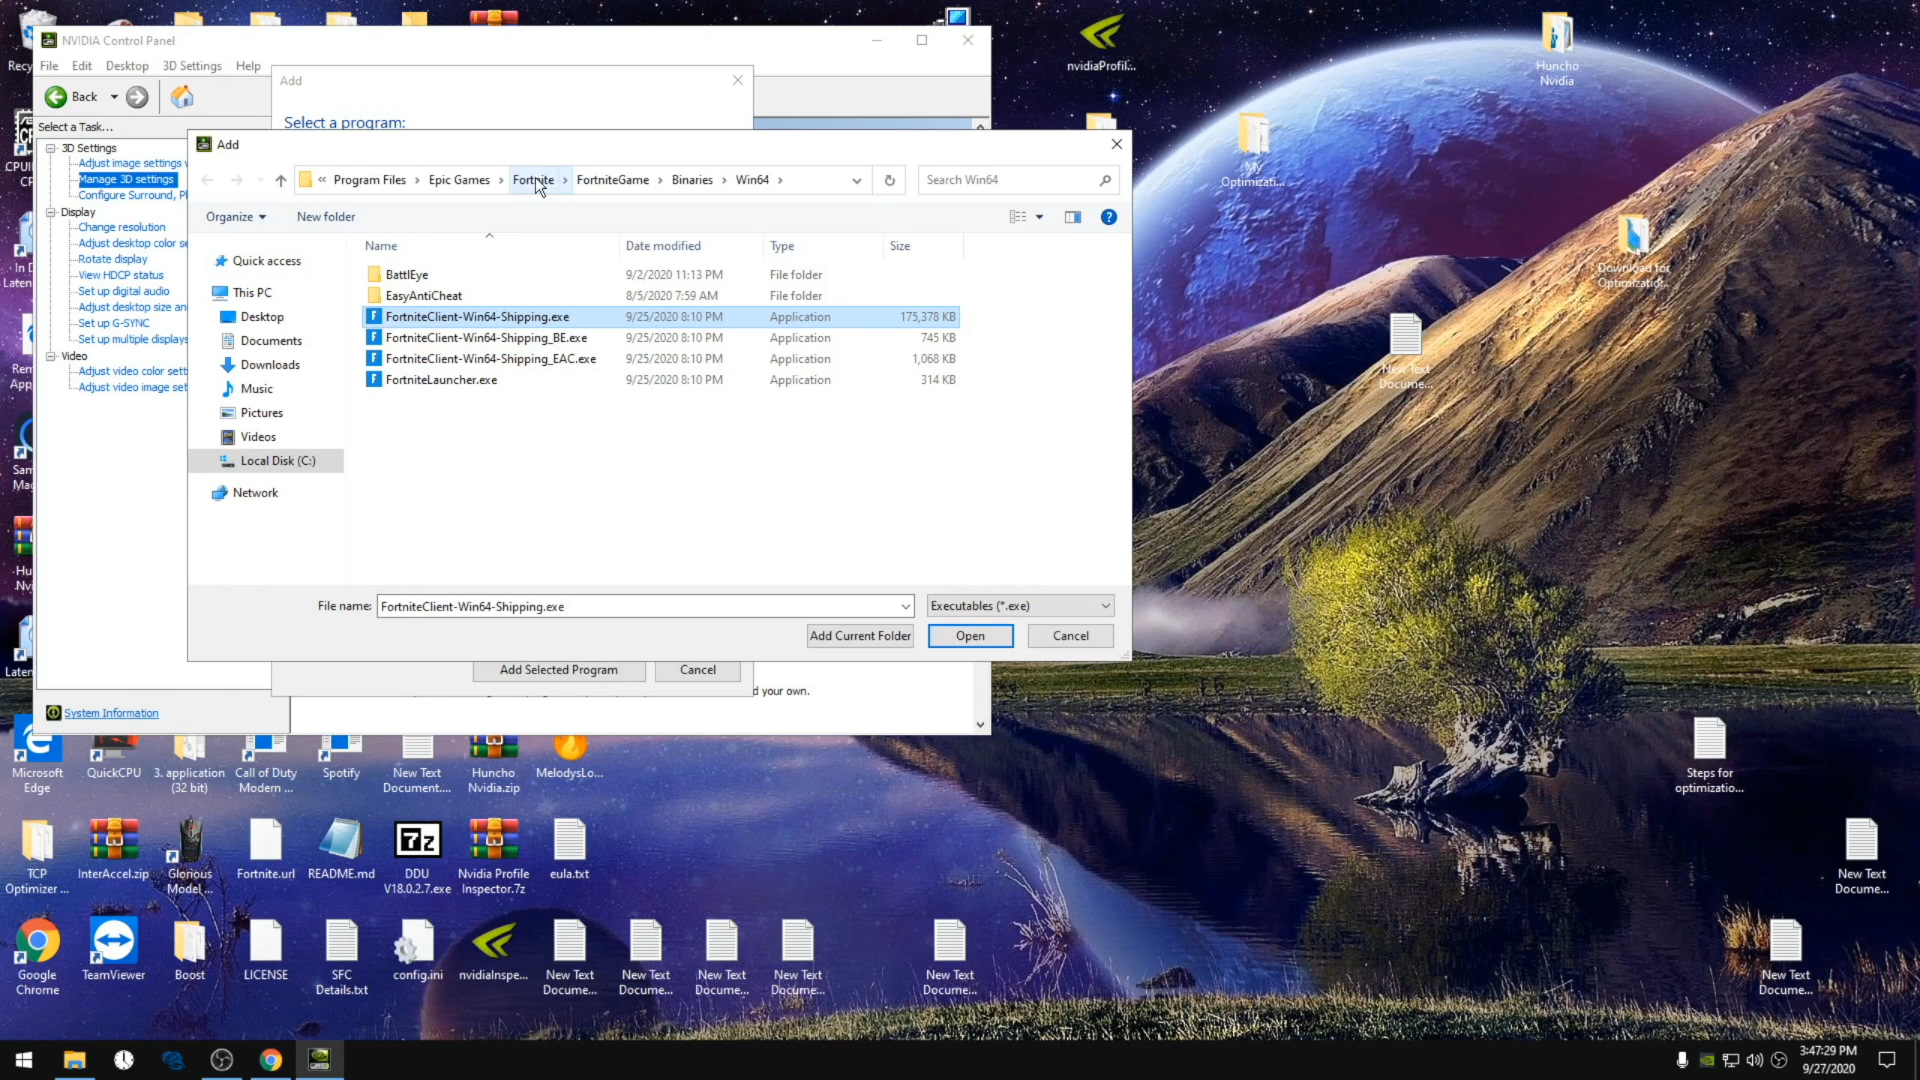 NVIDIA Control Panel
File Edit Desktop 3D Settings Help
Back
Select a Task...
3D Settings
Adjust image settings
Manage 3D settings
Configure Surround,
Display
Change resolution
Adjust desktop color
Rotate display
View HDCP status
Set up digital audio
Adjust desktop size
Set up G-SYNC
Set up multiple displays
Video
Adjust video color
Adjust video image
System Information
Add
Select a program:
Add
« Program Files > Epic Games > Fortnite > FortniteGame > Binaries > Win64 >
Search Win64
Organize
New folder
Quick access
This PC
Desktop
Documents
Downloads
Music
Pictures
Videos
Local Disk (C:)
Network
Name Date modified Type Size
BattlEye 9/2/2020 11:13 PM File folder
EasyAntiCheat 8/5/2020 7:59 AM File folder
FortniteClient-Win64-Shipping.exe 9/25/2020 8:10 PM Application 175,378 KB
FortniteClient-Win64-Shipping_BE.exe 9/25/2020 8:10 PM Application 745 KB
FortniteClient-Win64-Shipping_EAC.exe 9/25/2020 8:10 PM Application 1,068 KB
FortniteLauncher.exe 9/25/2020 8:10 PM Application 314 KB
File name: FortniteClient-Win64-Shipping.exe
Executables (*.exe)
Add Current Folder
Open
Cancel
Add Selected Program
Cancel
your own.
nvidiaProfil...
Huncho
Nvidia
My
Optimizati...
Download for
Optimizatio...
New Text
Docume...
Steps for
optimizatio...
New Text
Docume...
New Text
Docume...
Microsoft
Edge
QuickCPU
3. application
(32 bit)
Call of Duty
Modern ...
Spotify
New Text
Document....
Huncho
Nvidia.zip
MelodysLo...
TCP
Optimizer ...
InterAccel.zip
Glorious
Model ...
Fortnite.url
README.md
7z
DDU
V18.0.2.7.exe
Nvidia Profile
Inspector.7z
eula.txt
Google
Chrome
TeamViewer
Boost
LICENSE
SFC
Details.txt
config.ini
nvidiaInspe...
New Text
Docume...
New Text
Docume...
New Text
Docume...
New Text
Docume...
New Text
Docume...
3:47:29 PM
9/27/2020